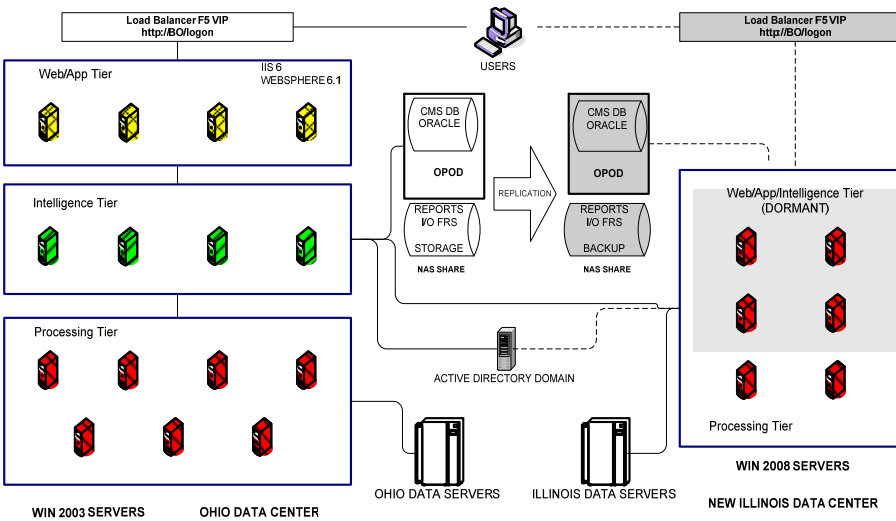 Load Balancer F5 VIP
http://BO/logon
Load Balancer F5 VIP
http://BO/logon
USERS
Web/App Tier
IIS 6
WEBSPHERE 6.1
CMS DB
ORACLE
OPOD
REPLICATION
CMS DB
ORACLE
OPOD
Intelligence Tier
REPORTS
I/O FRS
STORAGE
NAS SHARE
REPORTS
I/O FRS
BACKUP
NAS SHARE
Web/App/Intelligence Tier
(DORMANT)
Processing Tier
ACTIVE DIRECTORY DOMAIN
Processing Tier
OHIO DATA SERVERS
ILLINOIS DATA SERVERS
WIN 2008 SERVERS
NEW ILLINOIS DATA CENTER
WIN 2003 SERVERS
OHIO DATA CENTER